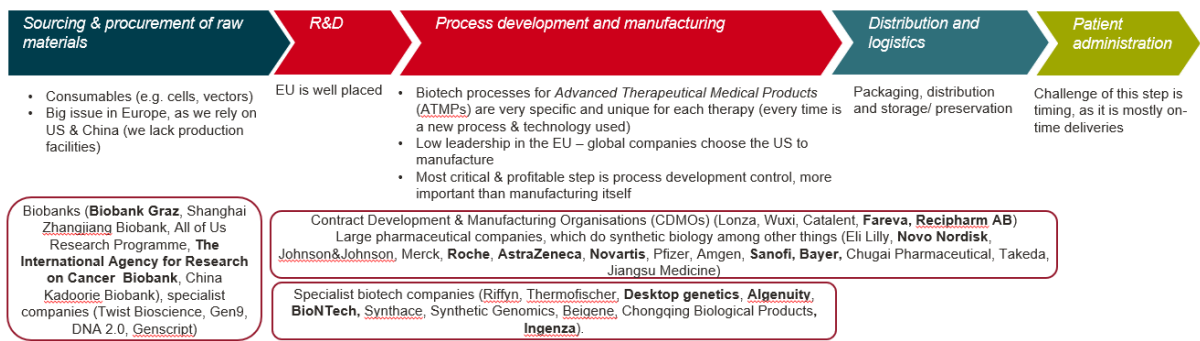 Sourcing & procurement of raw
materials
R&D
Process development and manufacturing
Distribution and
logistics
Patient
administration
• Consumables (e.g. cells, vectors)
• Big issue in Europe, as we rely on
US & China (we lack production
facilities)
EU is well placed
• Biotech processes for Advanced Therapeutical Medical Products
(ATMPs) are very specific and unique for each therapy (every time is
a new process & technology used)
• Low leadership in the EU – global companies choose the US to
manufacture
• Most critical & profitable step is process development control, more
important than manufacturing itself
Packaging, distribution
and storage/ preservation
Challenge of this step is
timing, as it is mostly on-
time deliveries
Biobanks (Biobank Graz, Shanghai
Zhangjiang Biobank, All of Us
Research Programme, The
International Agency for Research
on Cancer Biobank, China
Kadoorie Biobank), specialist
companies (Twist Bioscience, Gen9,
DNA 2.0, Genscript)
Contract Development & Manufacturing Organisations (CDMOs) (Lonza, Wuxi, Catalent, Fareva, Recipharm AB)
Large pharmaceutical companies, which do synthetic biology among other things (Eli Lilly, Novo Nordisk,
Johnson&Johnson, Merck, Roche, AstraZeneca, Novartis, Pfizer, Amgen, Sanofi, Bayer, Chugai Pharmaceutical, Takeda,
Jiangsu Medicine)
Specialist biotech companies (Riffyn, Thermofischer, Desktop genetics, Algenuity,
BioNTech, Synthace, Synthetic Genomics, Beigene, Chongqing Biological Products,
Ingenza).